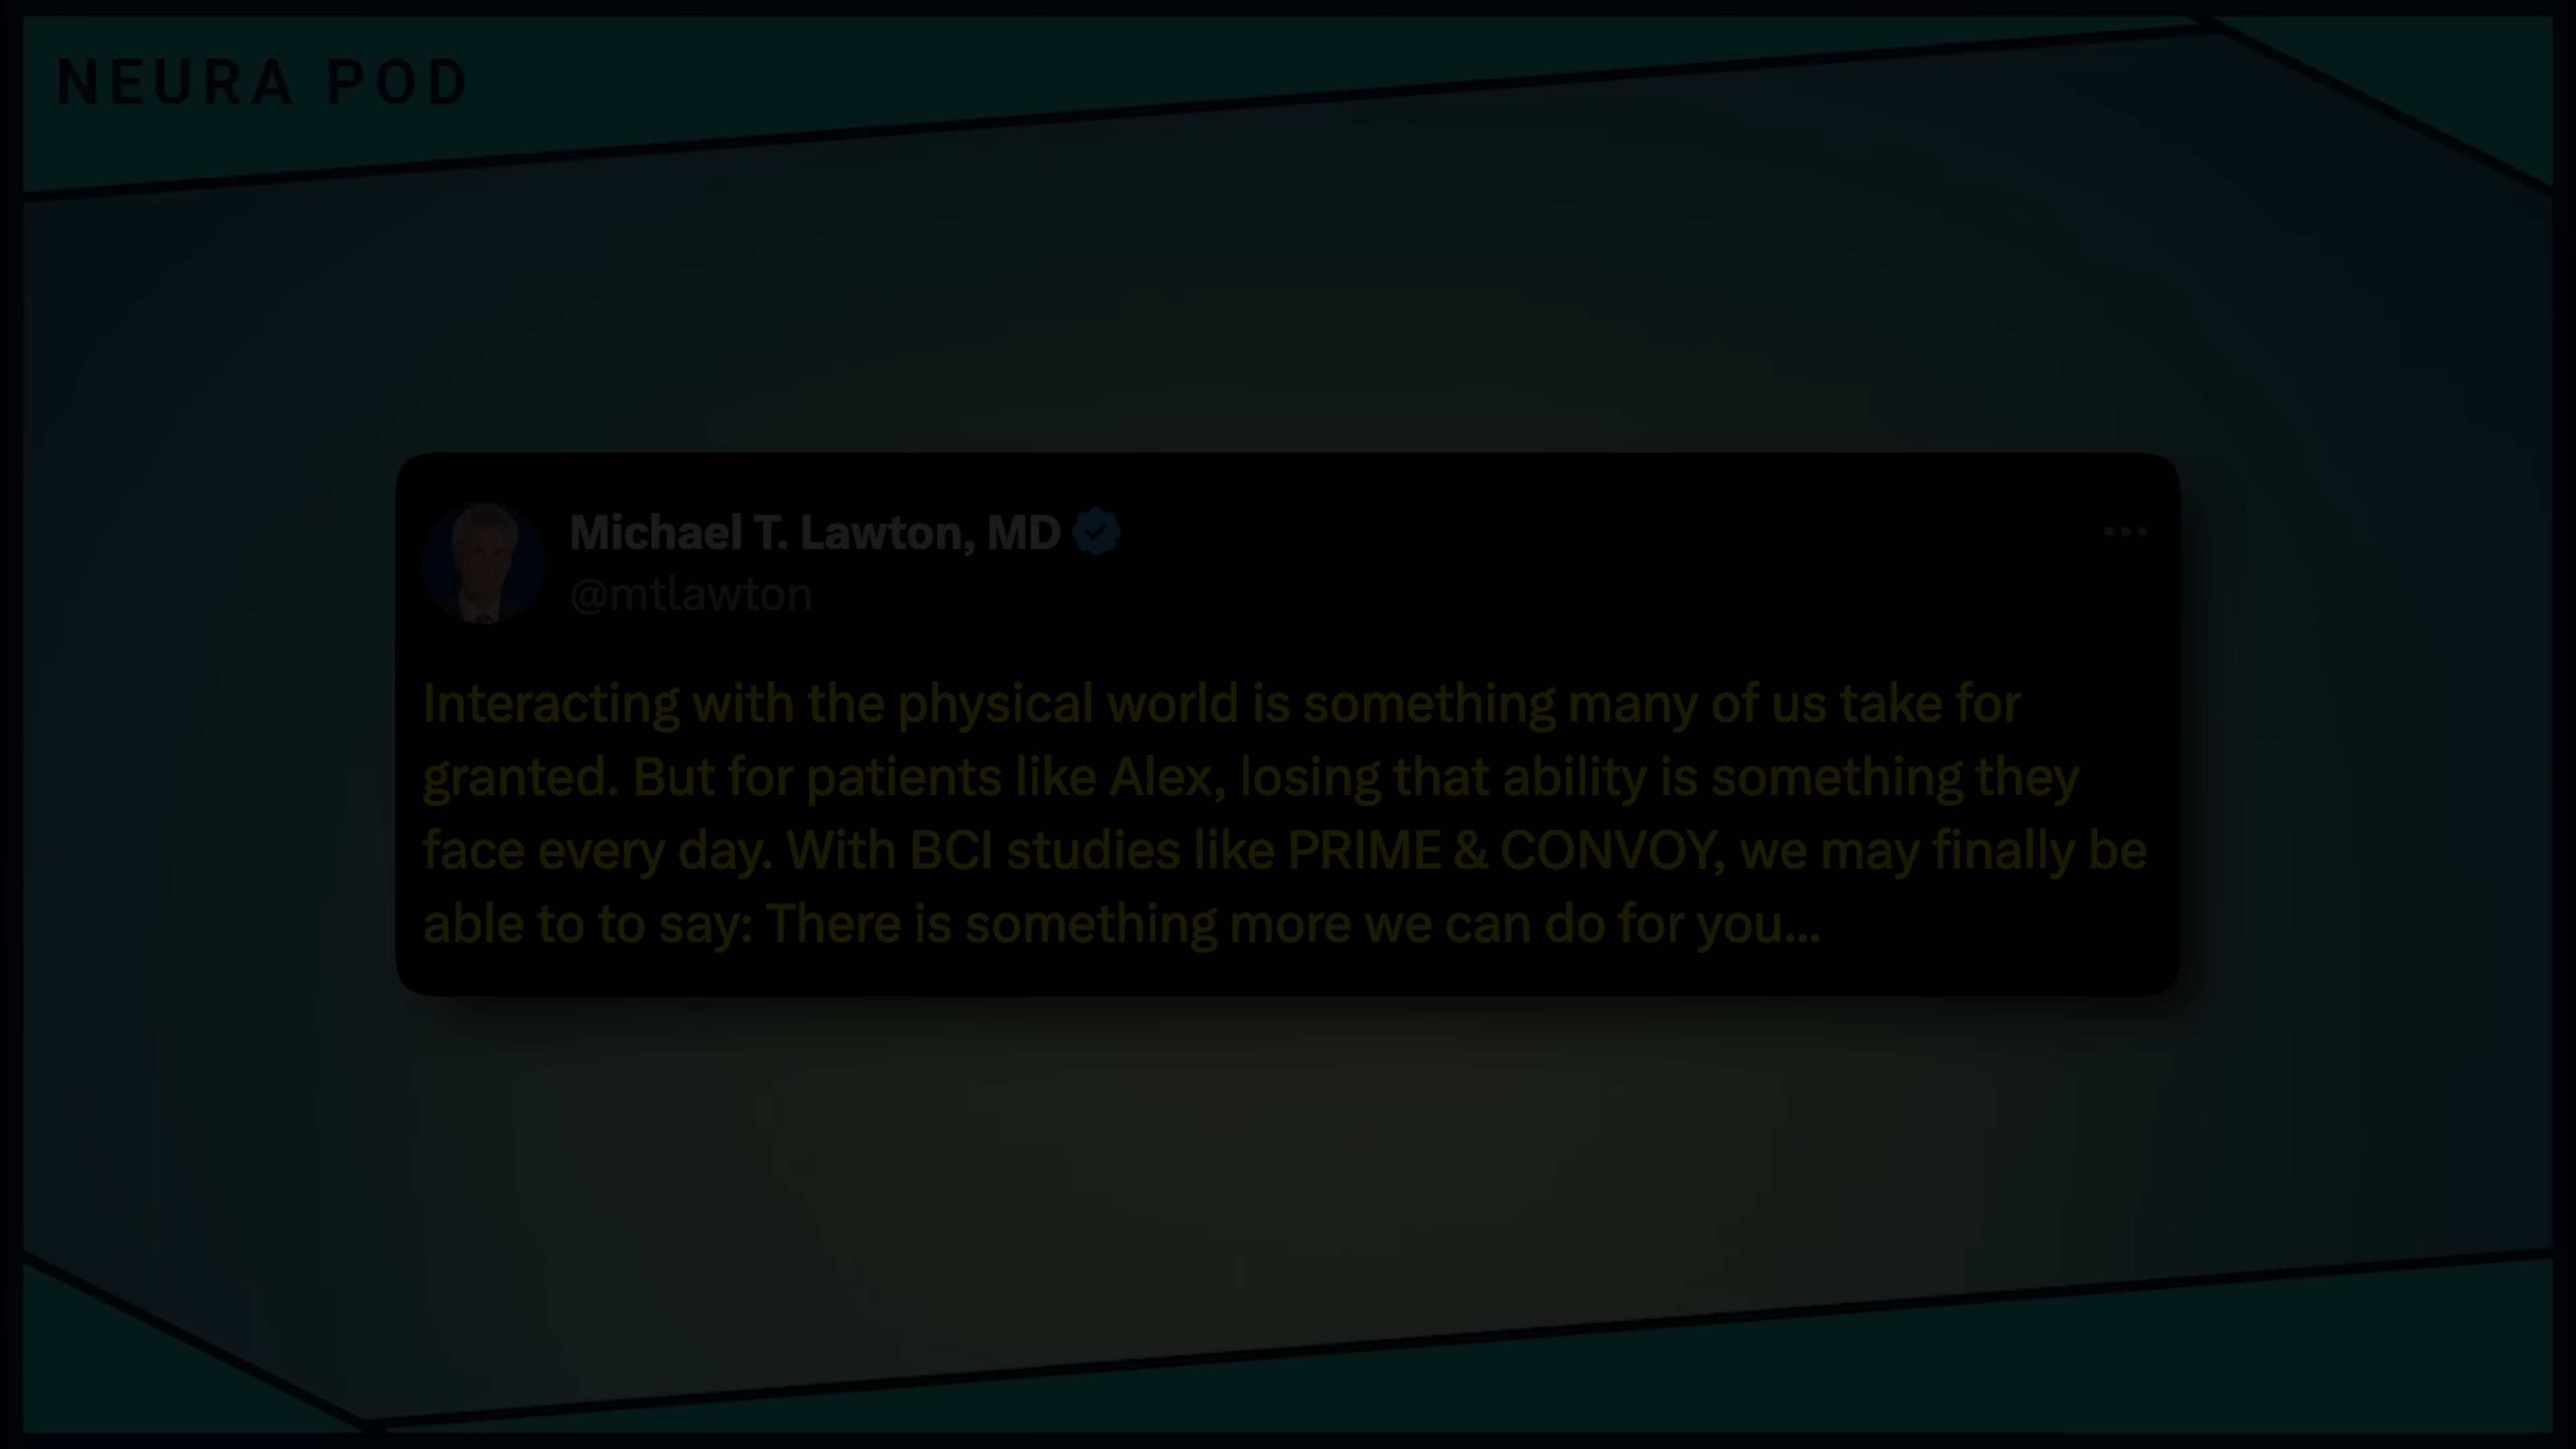 NEURA POD
Michael T. Lawton, MD
@mtlawton
Interacting with the physical world is something many of us take for
granted. But for patients like Alex, losing that ability is something they
face every day. With BCI studies like PRIME & CONVOY, we may finally be
able to to say: There is something more we can do for you...